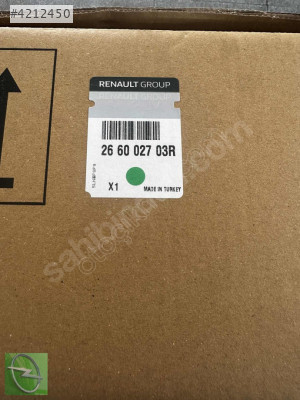 #4212450
RENAULT GROUP
26 60 027 03R
X1
MADE IN TURKEY
sahibinden.com